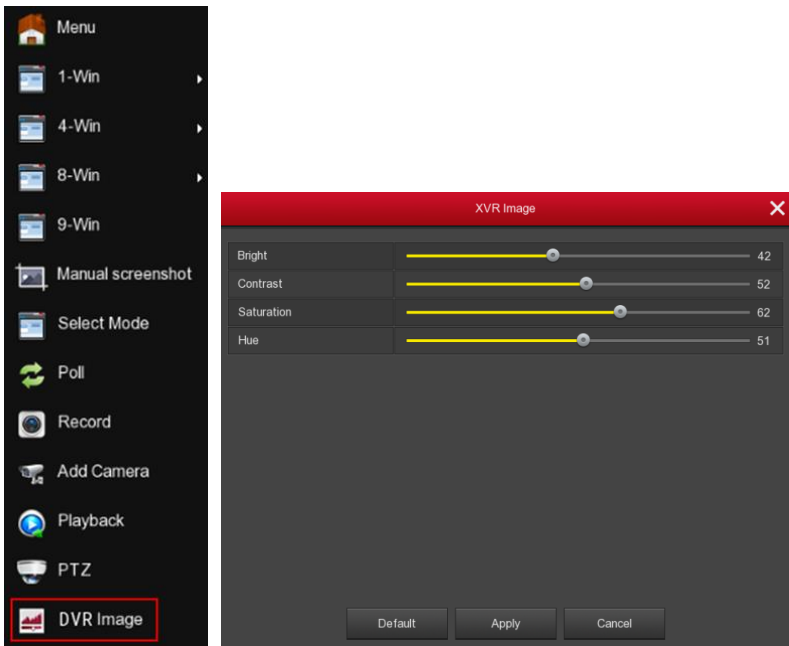 Menu
1-Win
4-Win
8-Win
9-Win
Manual screenshot
Select Mode
Poll
Record
Add Camera
Playback
PTZ
DVR Image
XVR Image
Bright 42
Contrast 52
Saturation 62
Hue 51
Default Apply Cancel